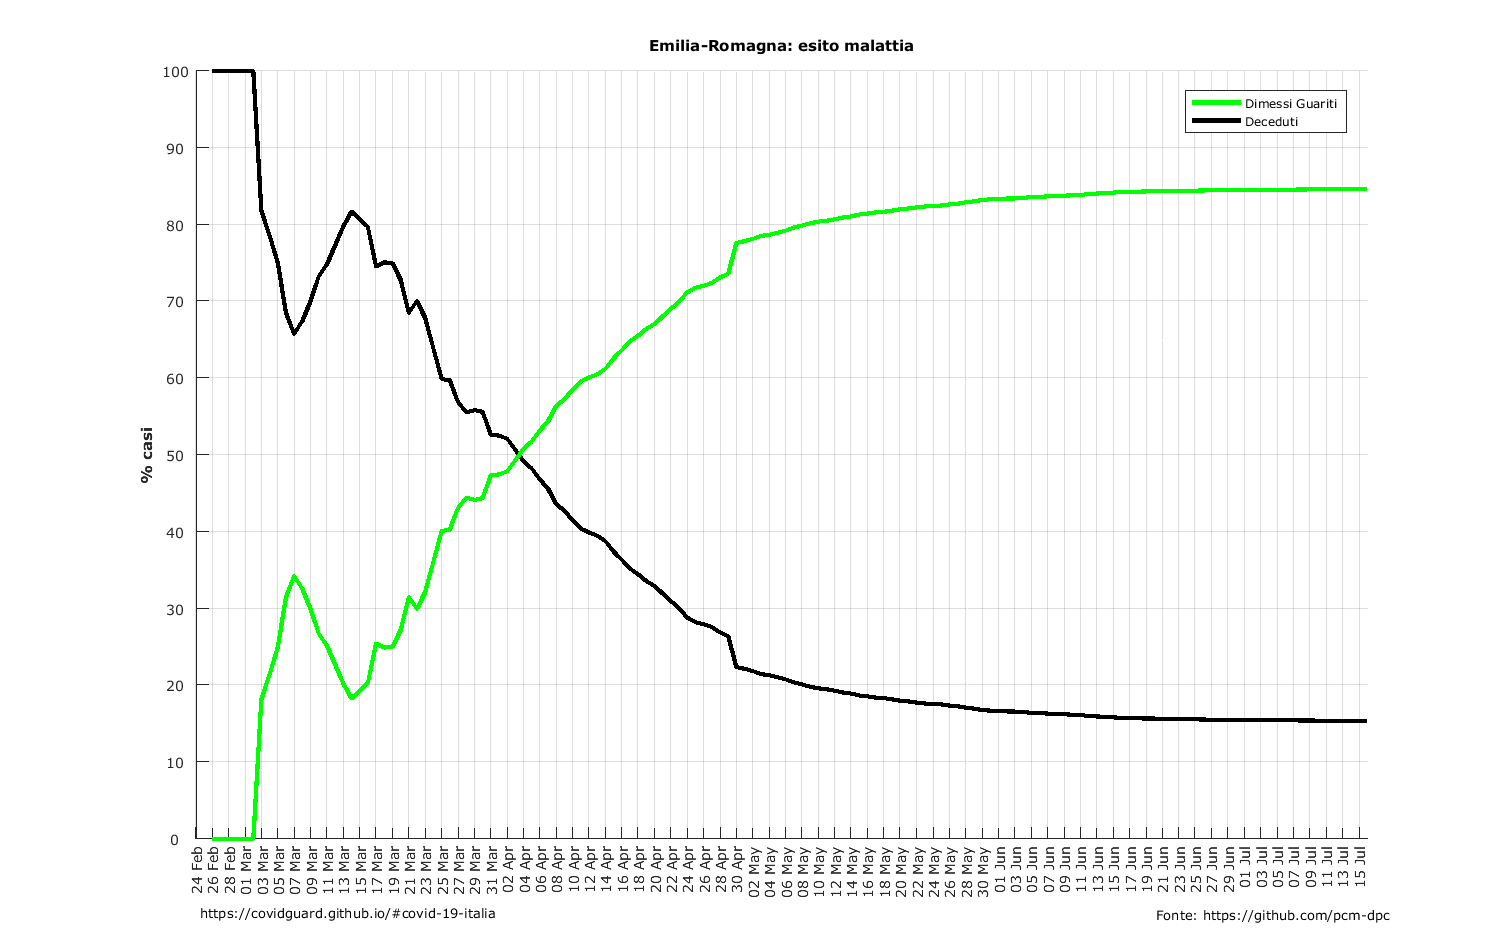 Emilia-Romagna: esito malattia
Dimessi Guariti
Deceduti
% casi
100
90
80
70
60
50
40
30
20
10
0
24 Feb
26 Feb
28 Feb
01 Mar
03 Mar
05 Mar
07 Mar
09 Mar
11 Mar
13 Mar
15 Mar
17 Mar
19 Mar
21 Mar
23 Mar
25 Mar
27 Mar
29 Mar
31 Mar
02 Apr
04 Apr
06 Apr
08 Apr
10 Apr
12 Apr
14 Apr
16 Apr
18 Apr
20 Apr
22 Apr
24 Apr
26 Apr
28 Apr
30 Apr
02 May
04 May
06 May
08 May
10 May
12 May
14 May
16 May
18 May
20 May
22 May
24 May
26 May
28 May
30 May
01 Jun
03 Jun
05 Jun
07 Jun
09 Jun
11 Jun
13 Jun
15 Jun
17 Jun
19 Jun
21 Jun
23 Jun
25 Jun
27 Jun
29 Jun
01 Jul
03 Jul
05 Jul
07 Jul
09 Jul
11 Jul
13 Jul
15 Jul
https://covidguard.github.io/#covid-19-italia
Fonte: https://github.com/pcm-dpc